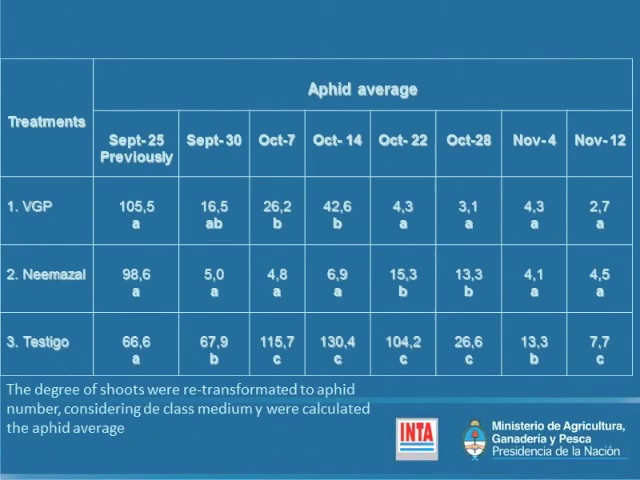 Treatments
Aphid average
Sept- 25 Previously
Sept- 30
Oct-7
Oct- 14
Oct- 22
Oct-28
Nov- 4
Nov- 12
1. VGP
105,5 a
16,5 ab
26,2 b
42,6 b
4,3 a
3,1 a
4,3 a
2,7 a
2. Neemazal
98,6 a
5,0 a
4,8 a
6,9 a
15,3 b
13,3 b
4,1 a
4,5 a
3. Testigo
66,6 a
67,9 b
115,7 c
130,4 c
104,2 c
26,6 c
13,3 b
7,7 c
The degree of shoots were re-transformated to aphid
number, considering de class medium y were calculated
the aphid average
INTA
Ministerio de Agricultura,
Ganadería y Pesca
Presidencia de la Nación